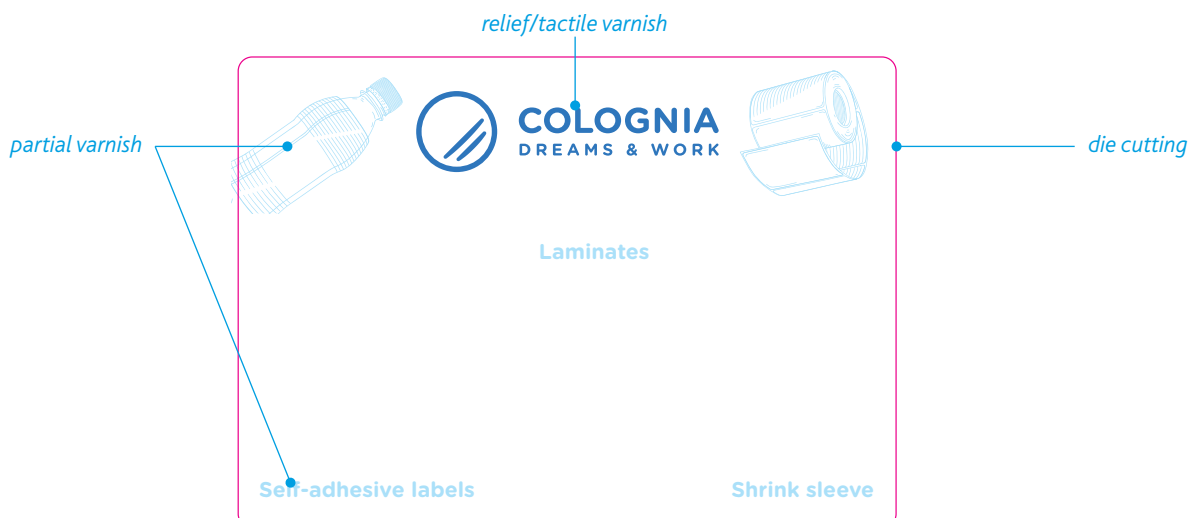 relief/tactile varnish
COLOGNIA
DREAMS & WORK
partial varnish
die cutting
Laminates
Self-adhesive labels
Shrink sleeve